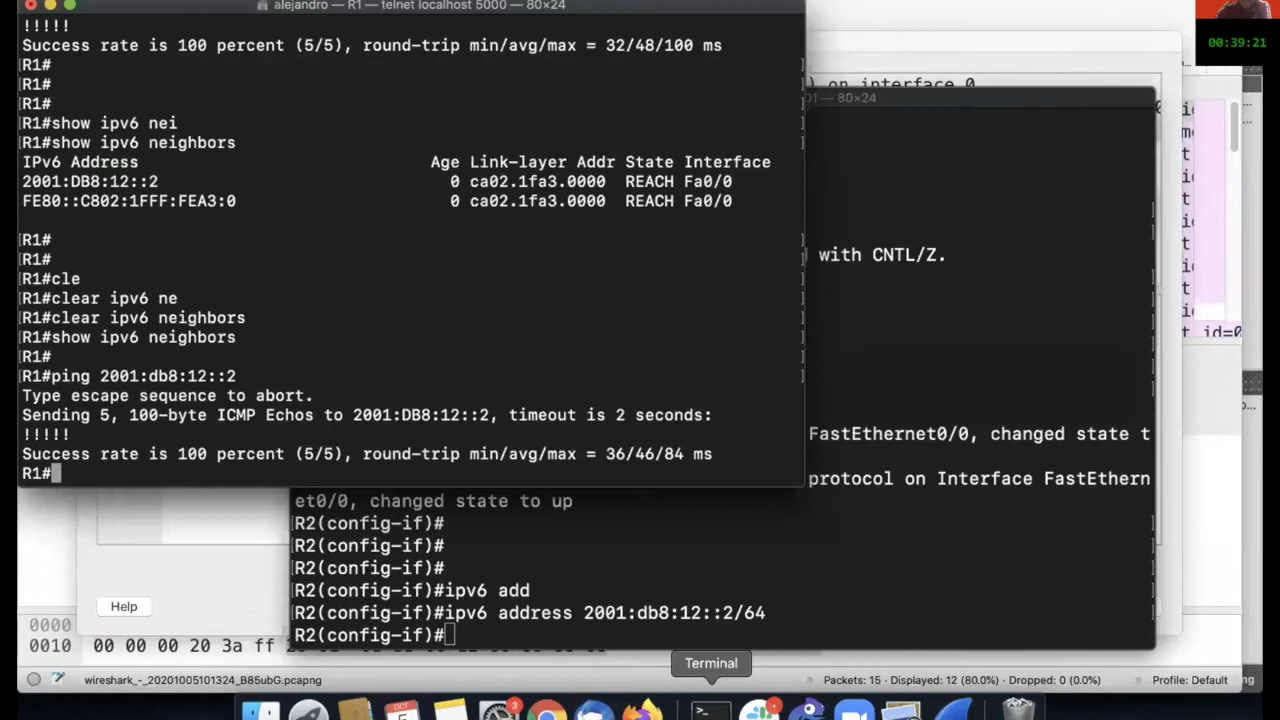 alejandro — R1 — telnet localhost 5000 — 80×24
00:39:21
!!!!!
Success rate is 100 percent (5/5), round-trip min/avg/max = 32/48/100 ms
R1#
R1#
R1#
R1#show ipv6 nei
R1#show ipv6 neighbors
IPv6 Address Age Link-layer Addr State Interface
2001:DB8:12::2 0 ca02.1fa3.0000 REACH Fa0/0
FE80::C802:1FFF:FEA3:0 0 ca02.1fa3.0000 REACH Fa0/0
R1#
R1#
R1#cle
R1#clear ipv6 ne
R1#clear ipv6 neighbors
R1#show ipv6 neighbors
R1#
R1#ping 2001:db8:12::2
Type escape sequence to abort.
Sending 5, 100-byte ICMP Echos to 2001:DB8:12::2, timeout is 2 seconds:
!!!!!
Success rate is 100 percent (5/5), round-trip min/avg/max = 36/46/84 ms
R1#
) on interface 0
01 — 80×24
with CNTL/Z.
t id=0
FastEthernet0/0, changed state t
protocol on Interface FastEthern
et0/0, changed state to up
R2(config-if)#
R2(config-if)#
R2(config-if)#
R2(config-if)#ipv6 add
R2(config-if)#ipv6 address 2001:db8:12::2/64
R2(config-if)#
Help
0000
0010 00 00 00 20 3a ff
Terminal
wireshark_-_20201005101324_B85ubG.pcapng
Packets: 15 · Displayed: 12 (80.0%) · Dropped: 0 (0.0%)
Profile: Default
ng
OCT
3